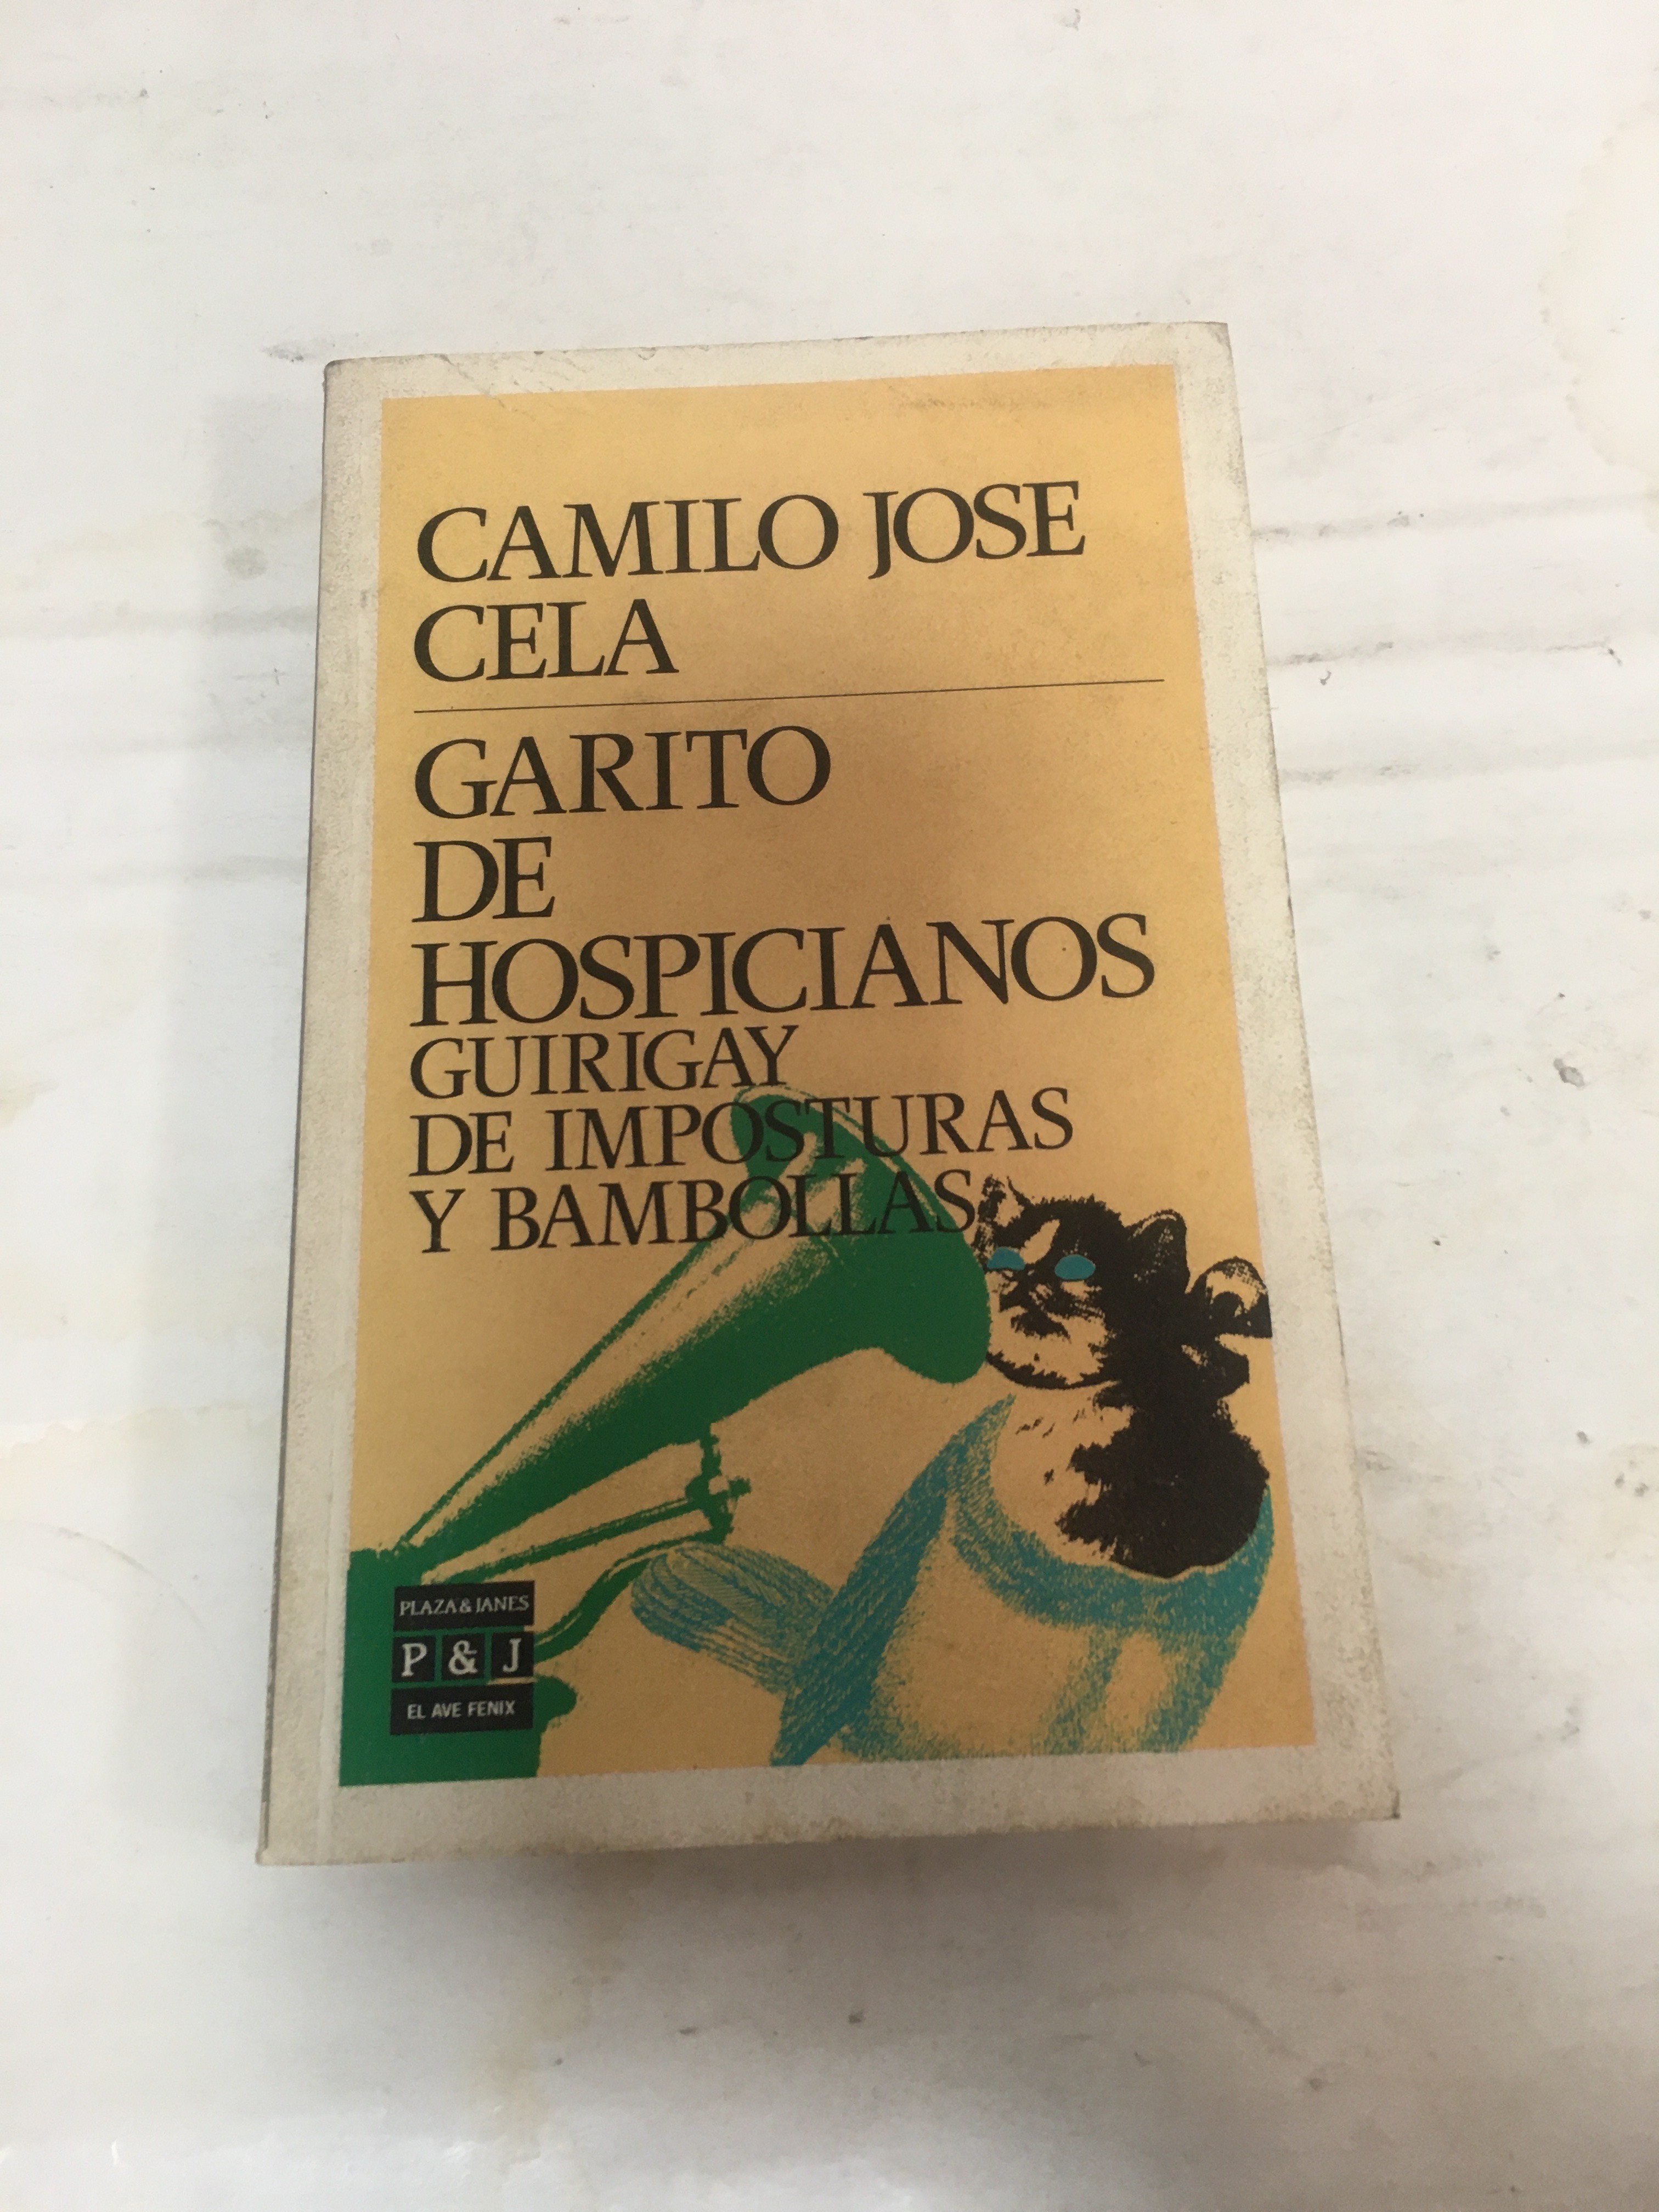 CAMILO JOSE
CELA
GARITO
DE
HOSPICIANOS
GUIRIGAY
DE IMPOSTURAS
Y BAMBOLLAS
PLAZA & JANES
P & J
EL AVE FENIX